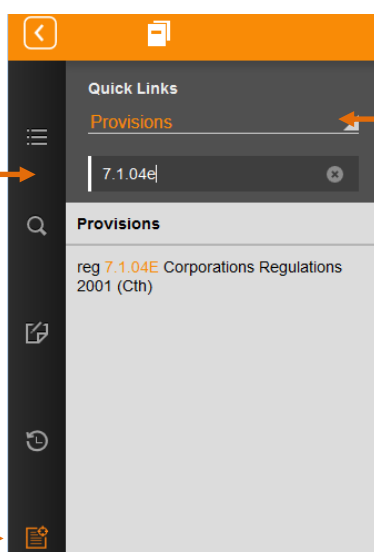 Quick Links
Provisions
7.1.04e
Provisions
reg 7.1.04E Corporations Regulations
2001 (Cth)